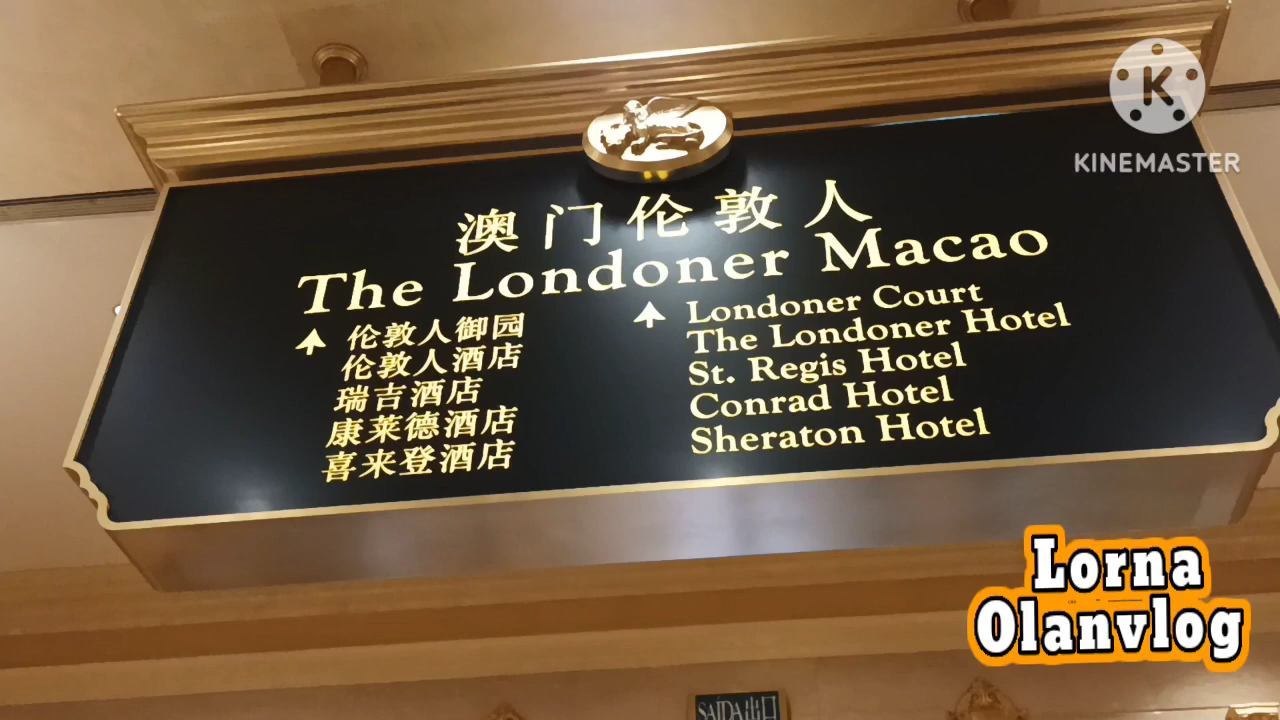 K
KINEMASTER
澳门伦敦人
The Londoner Macao
伦敦人御园
伦敦人酒店
瑞吉酒店
康莱德酒店
喜来登酒店
Londoner Court
The Londoner Hotel
St. Regis Hotel
Conrad Hotel
Sheraton Hotel
Lorna
Olanvlog
SAÍDA出口